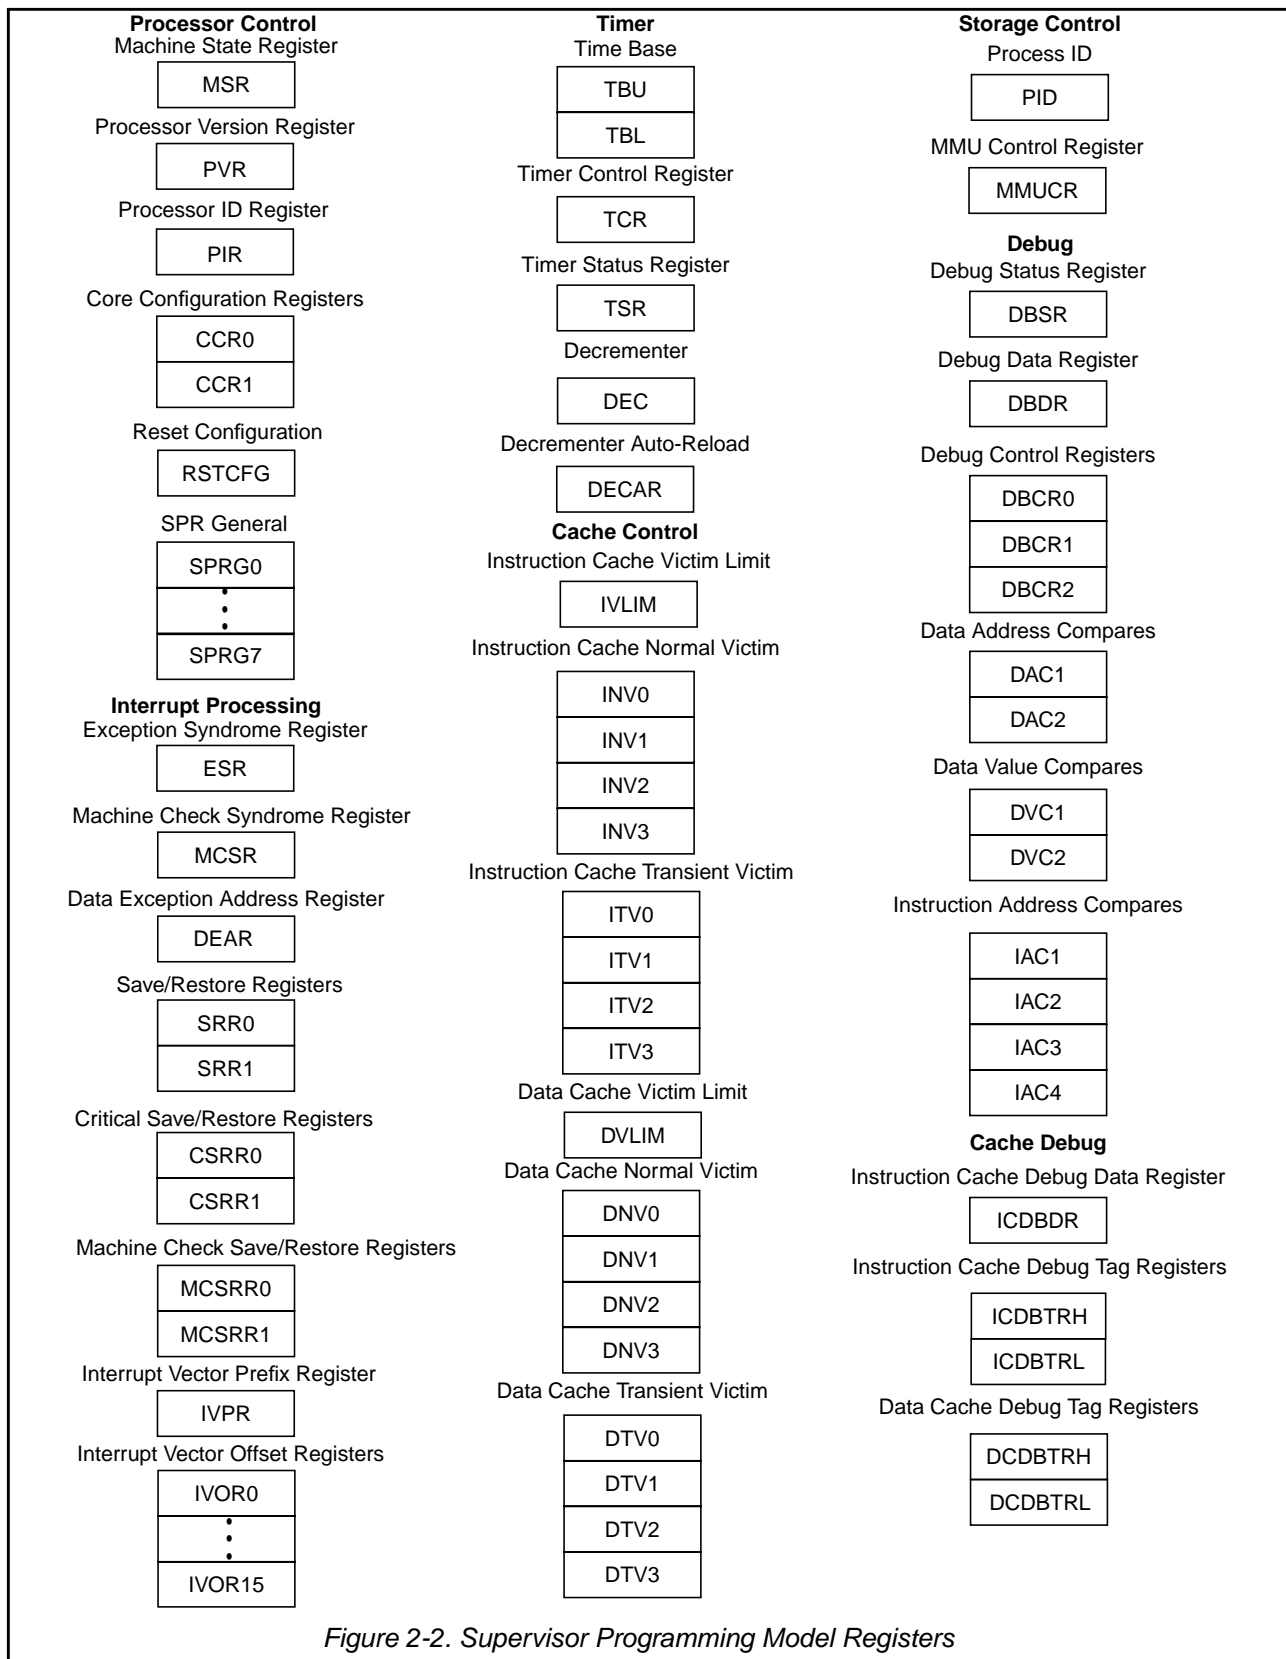 Processor Control
Machine State Register
MSR
Processor Version Register
PVR
Processor ID Register
PIR
Core Configuration Registers
CCR0
CCR1
Reset Configuration
RSTCFG
SPR General
SPRG0
SPRG7
Interrupt Processing
Exception Syndrome Register
ESR
Machine Check Syndrome Register
MCSR
Data Exception Address Register
DEAR
Save/Restore Registers
SRR0
SRR1
Critical Save/Restore Registers
CSRR0
CSRR1
Machine Check Save/Restore Registers
MCSRR0
MCSRR1
Interrupt Vector Prefix Register
IVPR
Interrupt Vector Offset Registers
IVOR0
IVOR15
Timer
Time Base
TBU
TBL
Timer Control Register
TCR
Timer Status Register
TSR
Decrementer
DEC
Decrementer Auto-Reload
DECAR
Cache Control
Instruction Cache Victim Limit
IVLIM
Instruction Cache Normal Victim
INV0
INV1
INV2
INV3
Instruction Cache Transient Victim
ITV0
ITV1
ITV2
ITV3
Data Cache Victim Limit
DVLIM
Data Cache Normal Victim
DNV0
DNV1
DNV2
DNV3
Data Cache Transient Victim
DTV0
DTV1
DTV2
DTV3
Storage Control
Process ID
PID
MMU Control Register
MMUCR
Debug
Debug Status Register
DBSR
Debug Data Register
DBDR
Debug Control Registers
DBCR0
DBCR1
DBCR2
Data Address Compares
DAC1
DAC2
Data Value Compares
DVC1
DVC2
Instruction Address Compares
IAC1
IAC2
IAC3
IAC4
Cache Debug
Instruction Cache Debug Data Register
ICDBDR
Instruction Cache Debug Tag Registers
ICDBTRH
ICDBTRL
Data Cache Debug Tag Registers
DCDBTRH
DCDBTRL
Figure 2-2. Supervisor Programming Model Registers